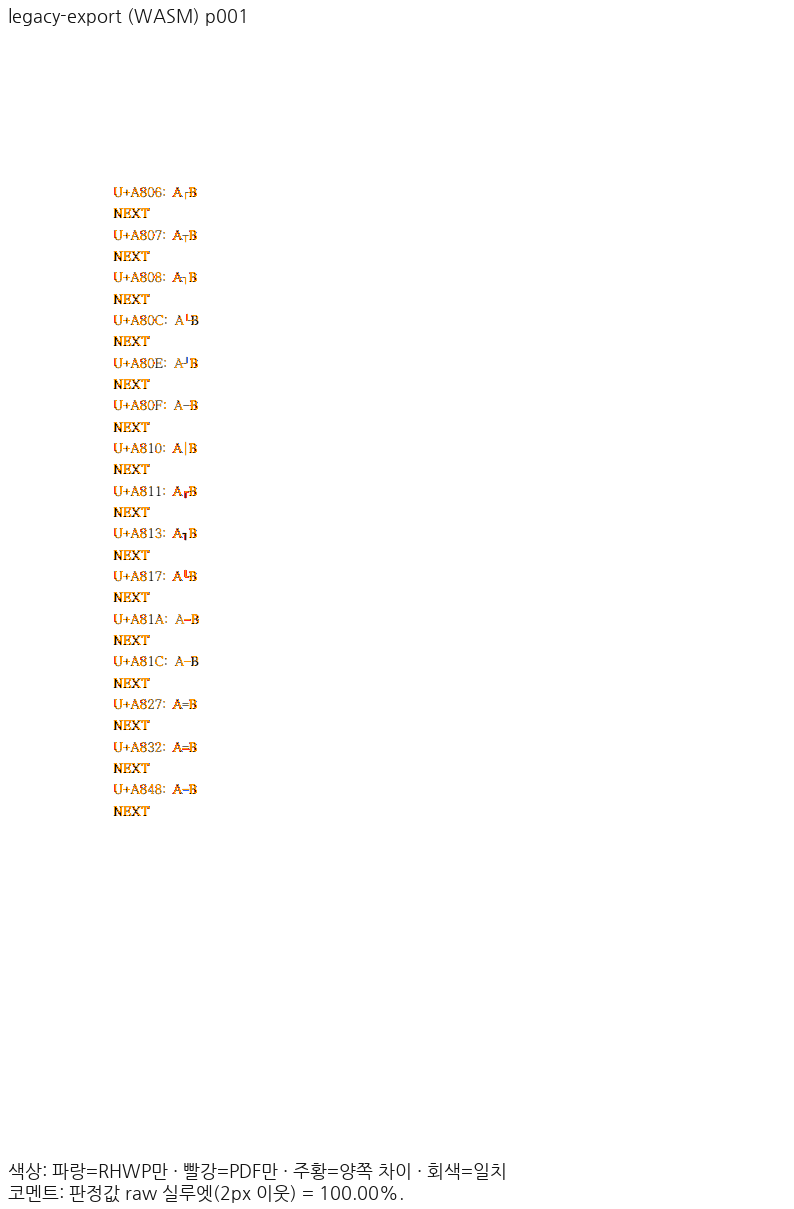 legacy-export (WASM) p001
U+A806: A┌B
NEXT
U+A807: A┬B
NEXT
U+A808: A┐B
NEXT
U+A80C: A└B
NEXT
U+A80E: A┘B
NEXT
U+A80F: A─B
NEXT
U+A810: A│B
NEXT
U+A811: A┏B
NEXT
U+A813: A┓B
NEXT
U+A817: A┗B
NEXT
U+A81A: A━B
NEXT
U+A81C: A─B
NEXT
U+A827: A═B
NEXT
U+A832: A═B
NEXT
U+A848: A─B
NEXT
색상: 파랑=RHWP만 · 빨강=PDF만 · 주황=양쪽 차이 · 회색=일치
코멘트: 판정값 raw 실루엣(2px 이웃) = 100.00%.